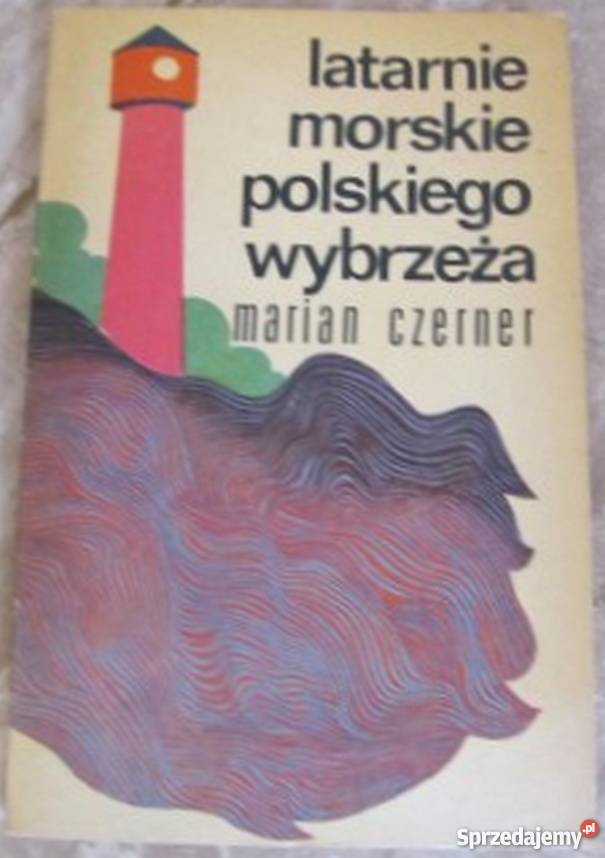 latarnie
morskie
polskiego
wybrzeża
marian czerner
Sprzedajemy.pl